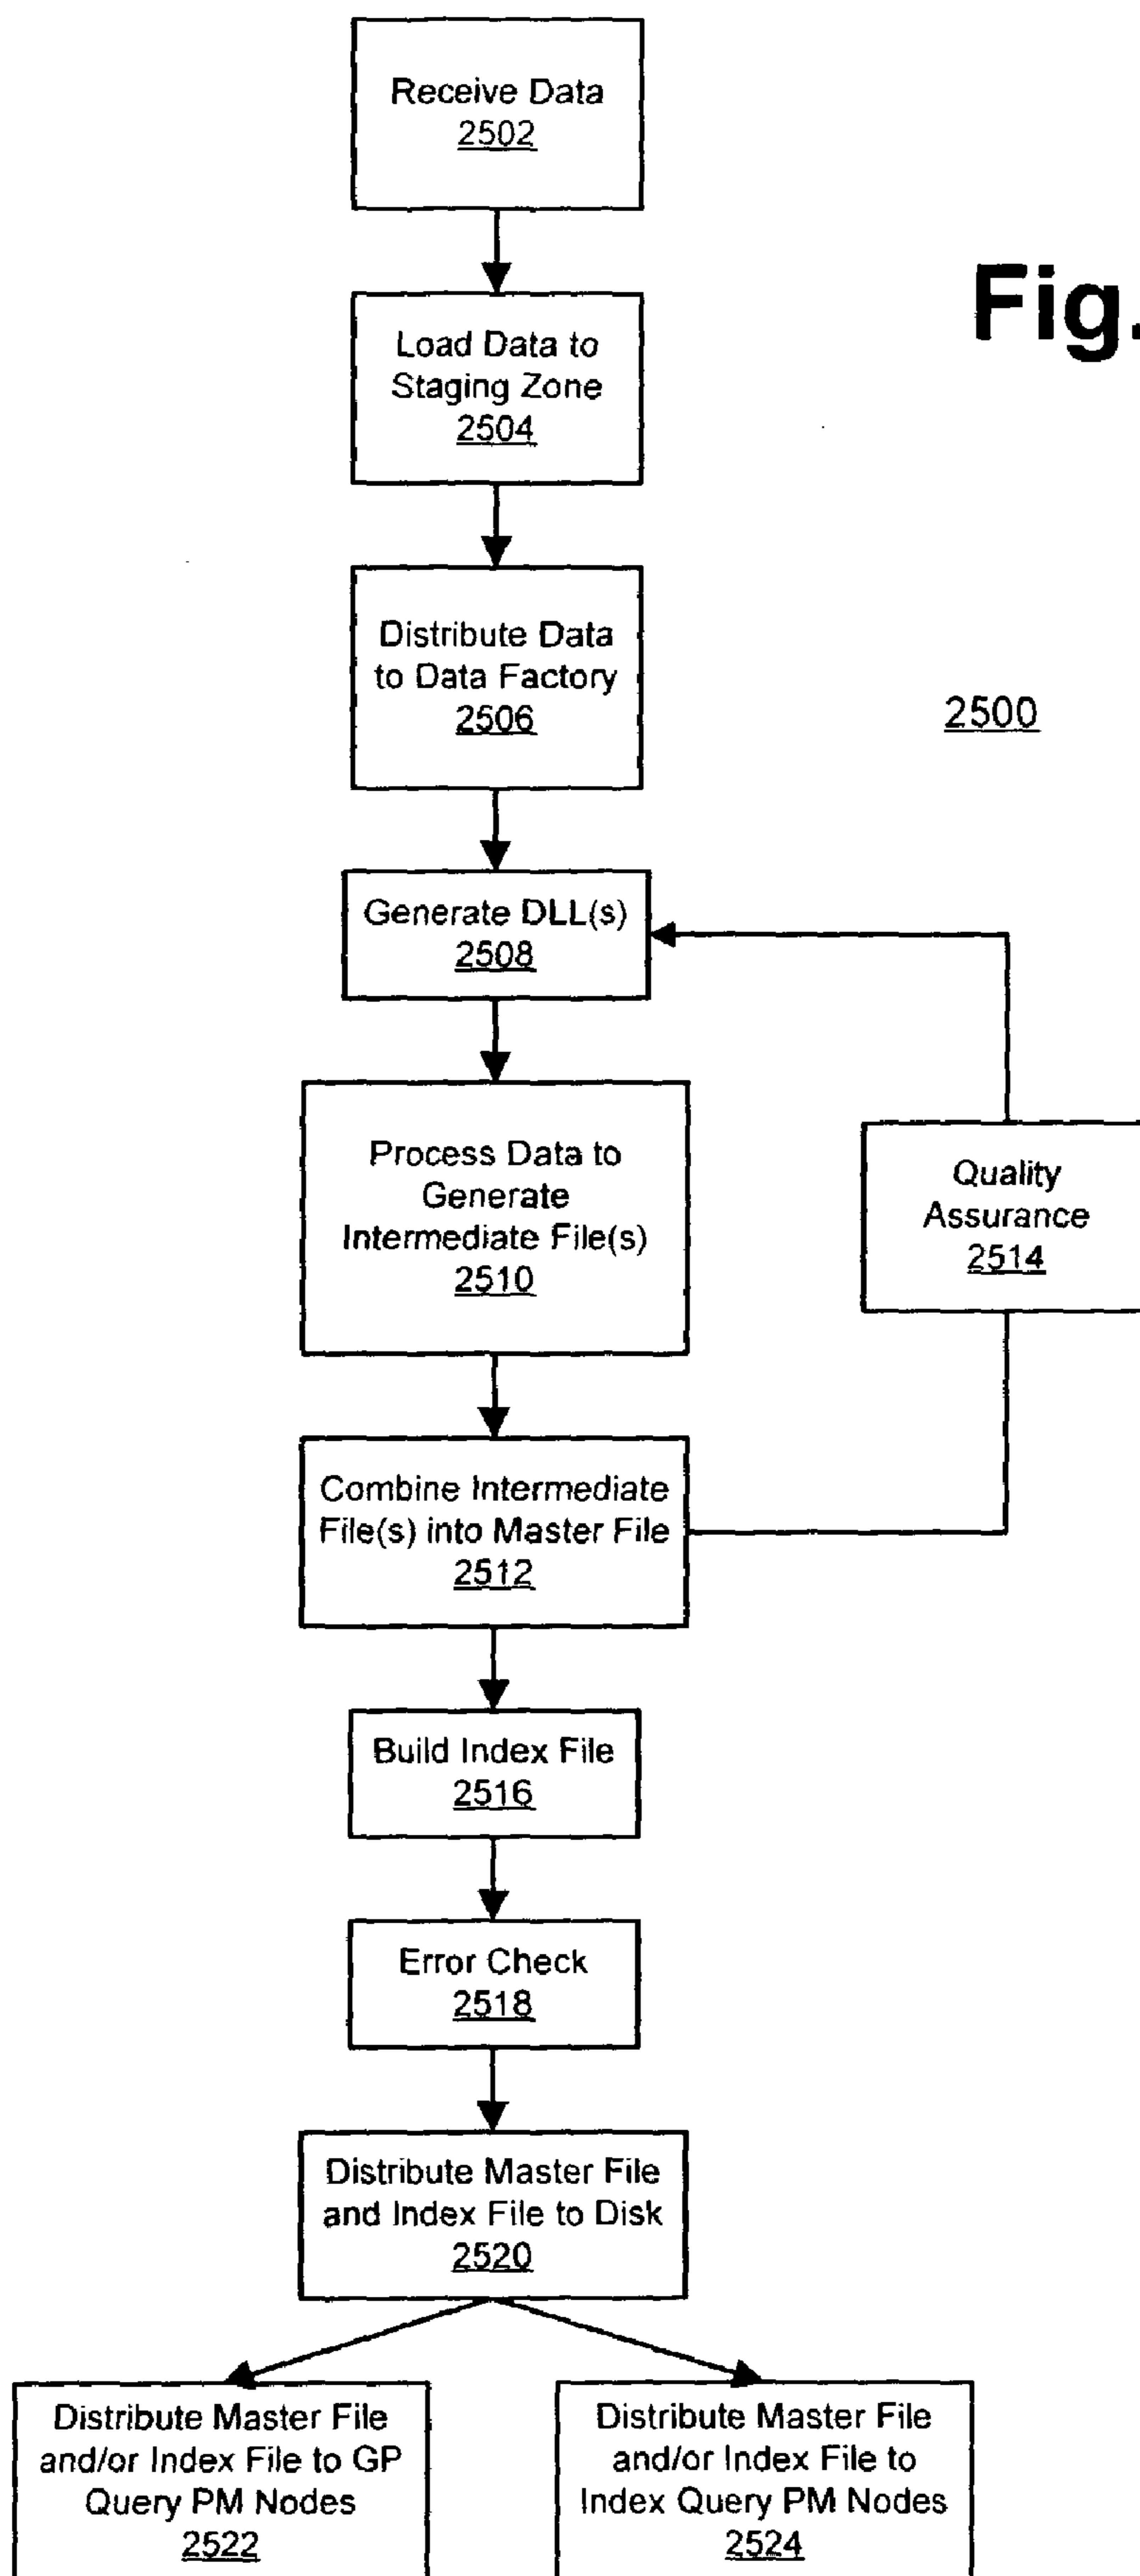 Receive Data
2502
Fig.
Load Data to
Staging Zone
2504
Distribute Data
to Data Factory
2506
2500
Generate DLL(s)
2508
Process Data to
Generate
Intermediate File(s)
2510
Quality
Assurance
2514
Combine Intermediate
File(s) into Master File
2512
Build Index File
2516
Error Check
2518
Distribute Master File
and Index File to Disk
2520
Distribute Master File
and/or Index File to GP
Query PM Nodes
2522
Distribute Master File
and/or Index File to
Index Query PM Nodes
2524